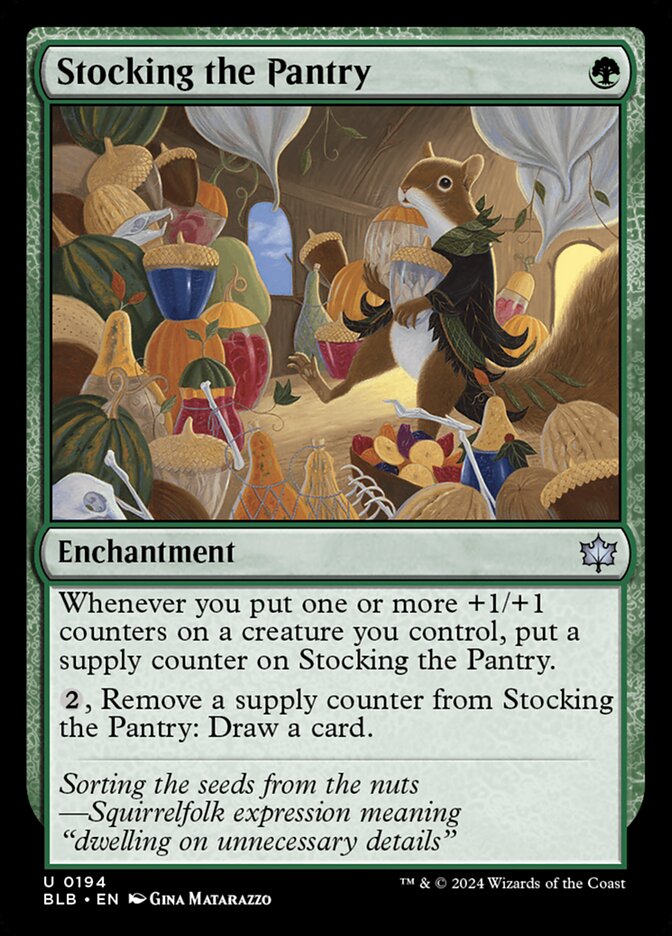 Stocking the Pantry
Enchantment
Whenever you put one or more +1/+1
counters on a creature you control, put a
supply counter on Stocking the Pantry.
2, Remove a supply counter from Stocking
the Pantry: Draw a card.
Sorting the seeds from the nuts
—Squirrelfolk expression meaning
“dwelling on unnecessary details”
U 0194
™ & © 2024 Wizards of the Coast
BLB • EN Gina Matarazzo